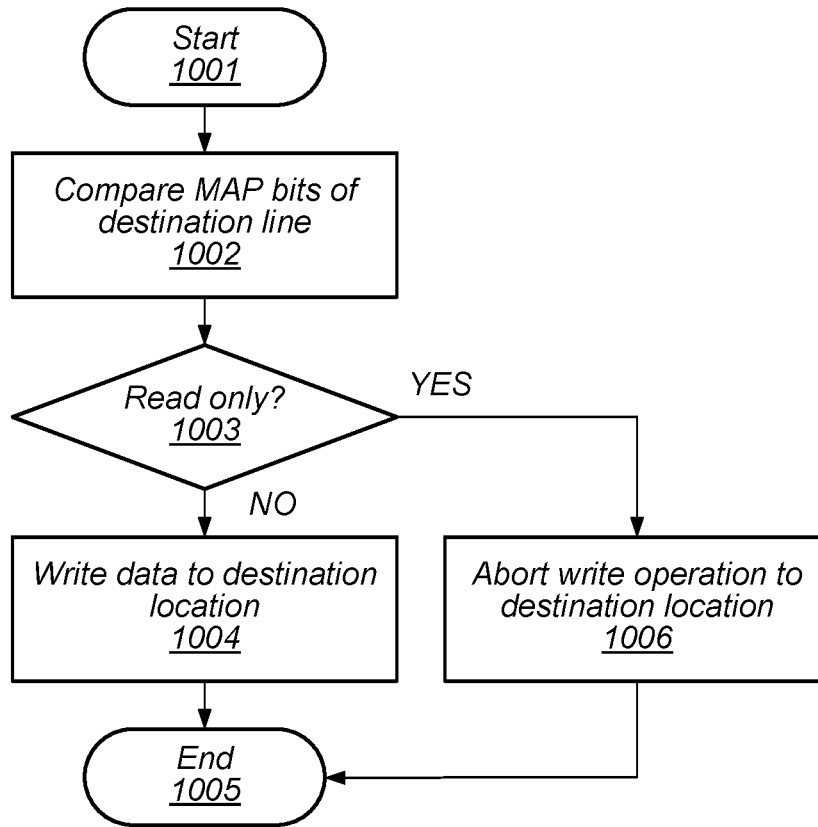 Start
1001
Compare MAP bits of
destination line
1002
Read only?
1003
YES
NO
Write data to destination
location
1004
Abort write operation to
destination location
1006
End
1005